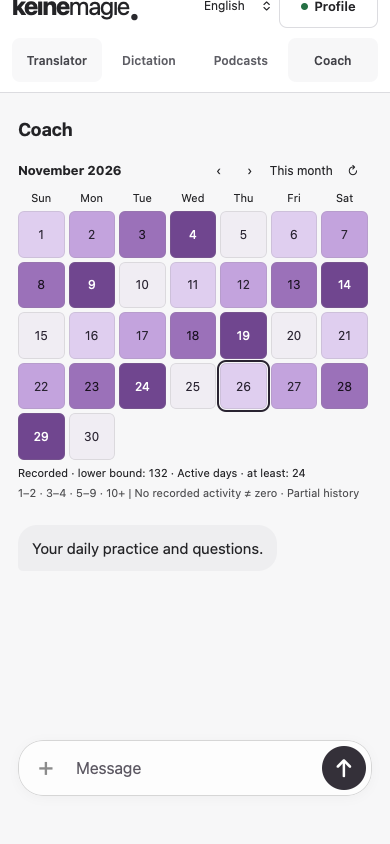 keinemagie.
English
Profile
Translator Dictation Podcasts Coach
Coach
November 2026 ‹ › This month ↻
Sun Mon Tue Wed Thu Fri Sat
1 2 3 4 5 6 7
8 9 10 11 12 13 14
15 16 17 18 19 20 21
22 23 24 25 26 27 28
29 30
Recorded · lower bound: 132 · Active days · at least: 24
1–2 · 3–4 · 5–9 · 10+ | No recorded activity ≠ zero · Partial history
Your daily practice and questions.
Message